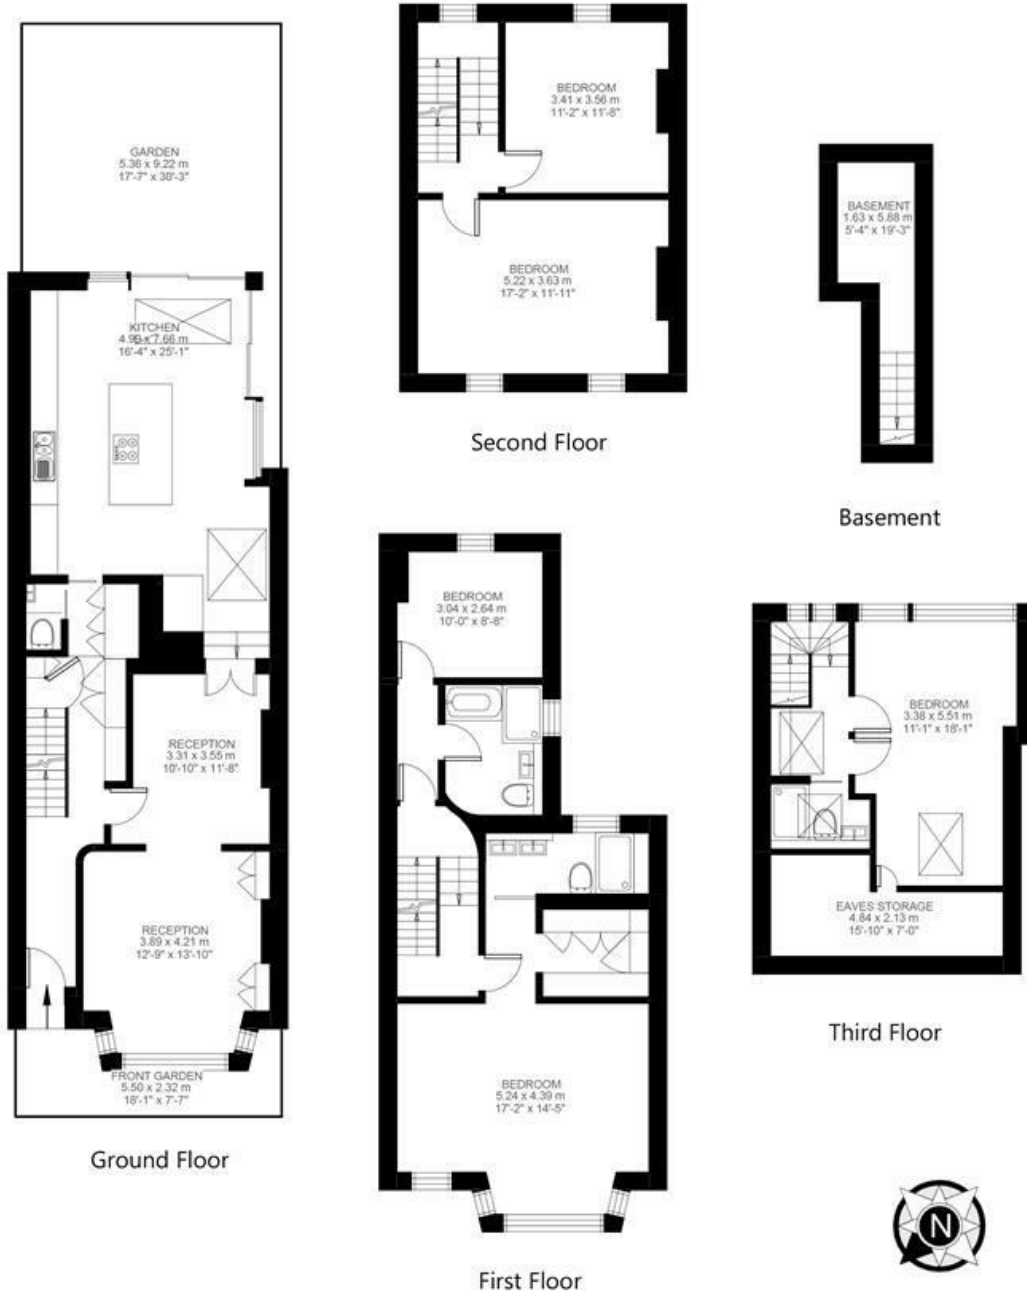 GARDEN
5.36 x 9.22 m
17'-7" x 30'-3"
KITCHEN
4.99 x 7.66 m
16'-4" x 25'-1"
RECEPTION
3.31 x 3.55 m
10'-10" x 11'-8"
RECEPTION
3.89 x 4.21 m
12'-9" x 13'-10"
FRONT GARDEN
5.50 x 2.32 m
18'-1" x 7'-7"
Ground Floor
BEDROOM
3.41 x 3.56 m
11'-2" x 11'-8"
BEDROOM
5.22 x 3.63 m
17'-2" x 11'-11"
Second Floor
BASEMENT
1.63 x 5.88 m
5'-4" x 19'-3"
Basement
BEDROOM
3.04 x 2.64 m
10'-0" x 8'-8"
BEDROOM
5.24 x 4.39 m
17'-2" x 14'-5"
First Floor
BEDROOM
3.38 x 5.51 m
11'-1" x 18'-1"
EAVES STORAGE
4.84 x 2.13 m
15'-10" x 7'-0"
Third Floor
N